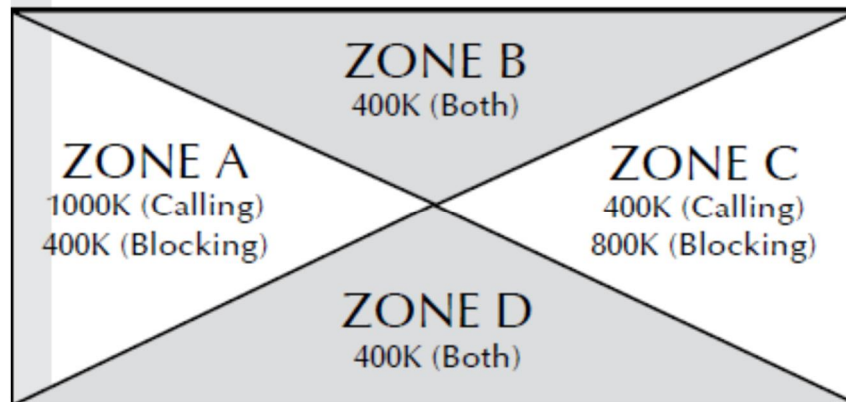 ZONE B
400K (Both)
ZONE A
1000K (Calling)
400K (Blocking)
ZONE C
400K (Calling)
800K (Blocking)
ZONE D
400K (Both)